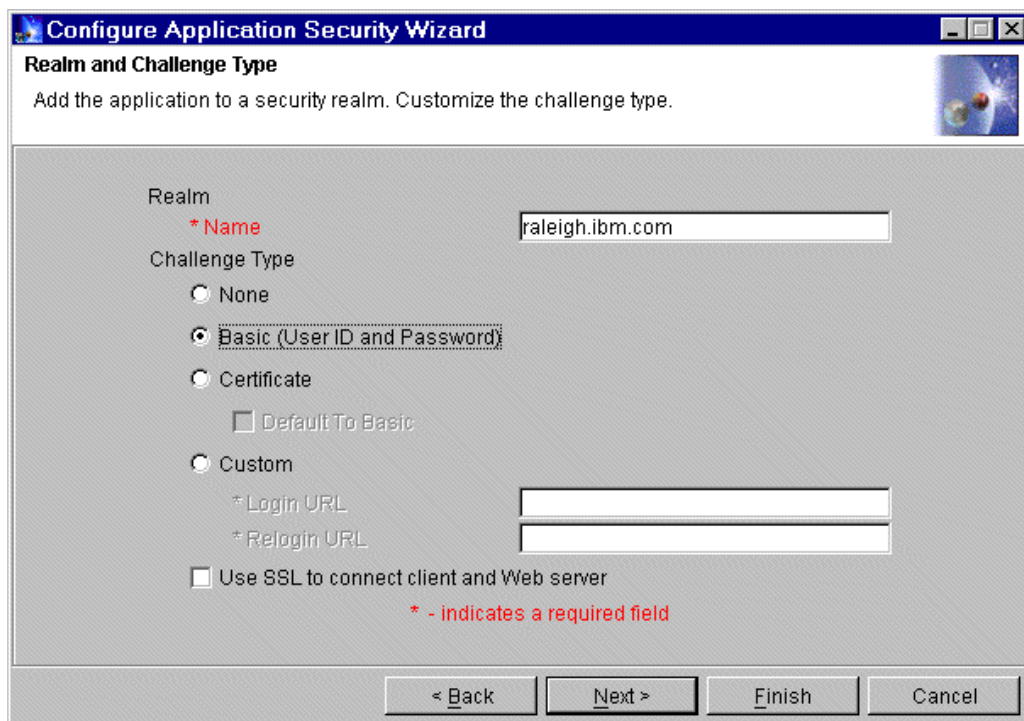 Configure Application Security Wizard
Realm and Challenge Type
Add the application to a security realm. Customize the challenge type.
Realm
* Name raleigh.ibm.com
Challenge Type
None
Basic (User ID and Password)
Certificate
Default To Basic
Custom
* Login URL
* Relogin URL
Use SSL to connect client and Web server
* - indicates a required field
< Back Next > Finish Cancel